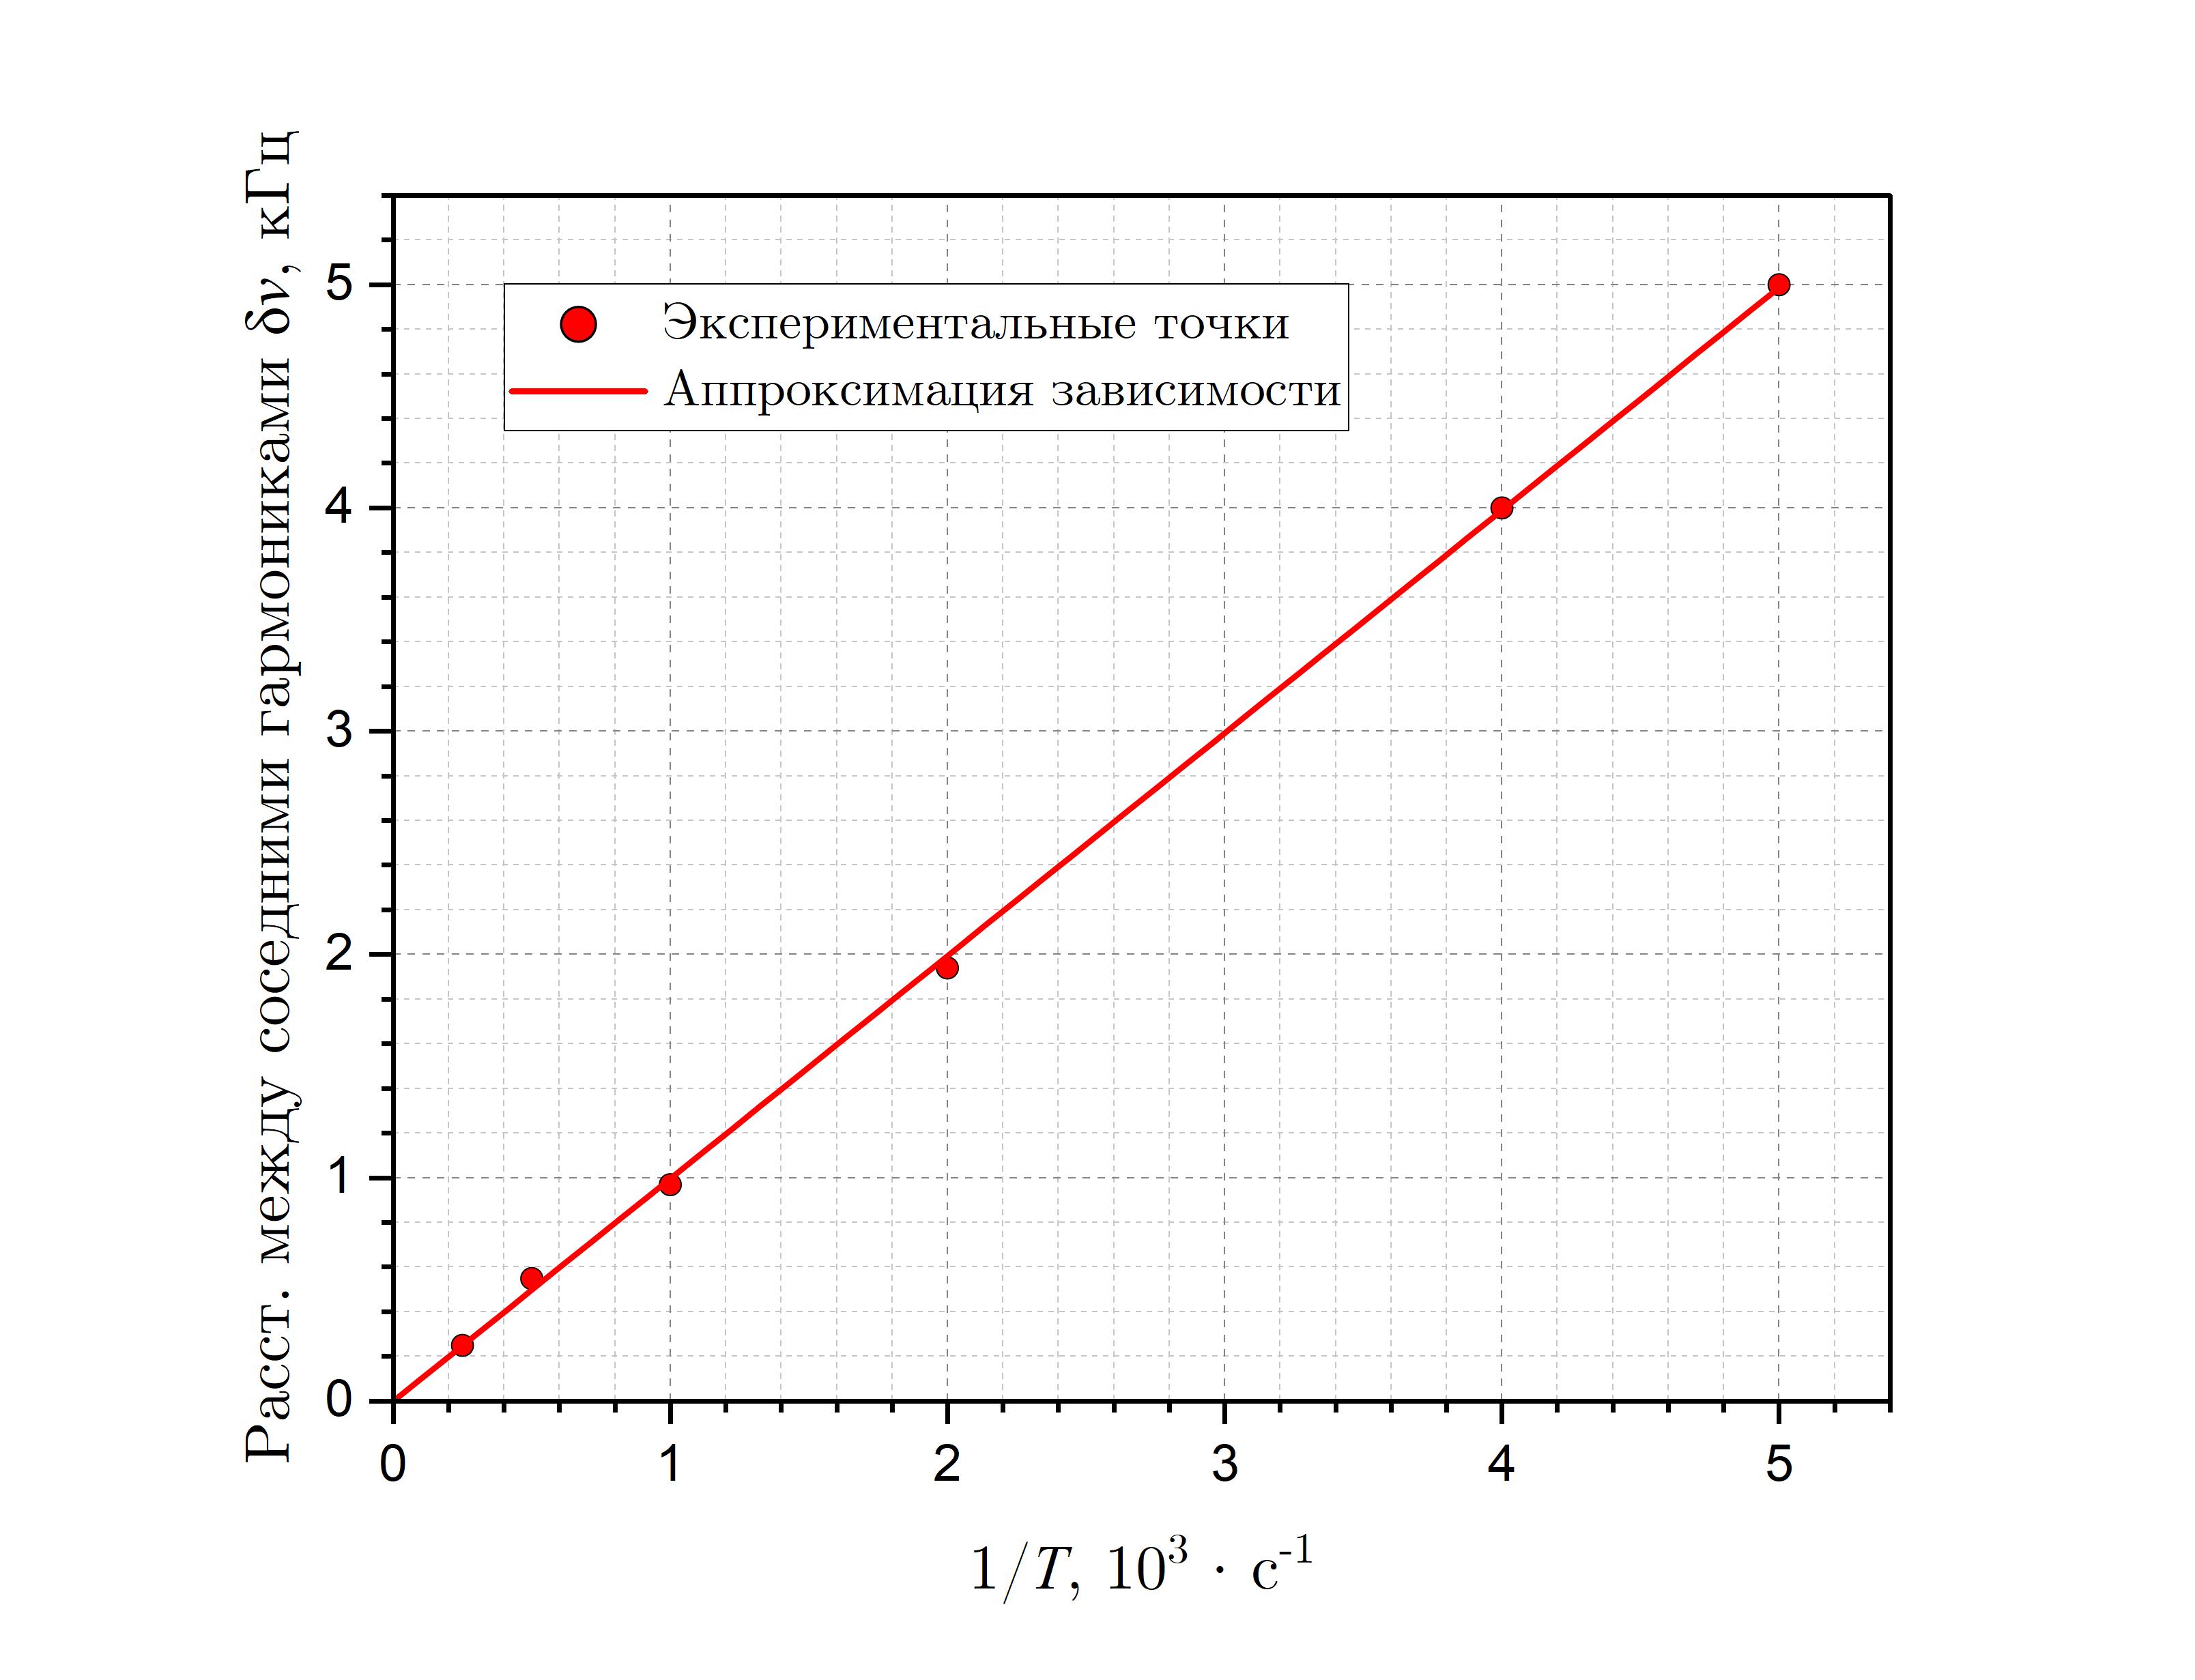 Расст. между соседними гармониками δν, кГц
5
4
3
2
1
0
Экспериментальные точки
Аппроксимация зависимости
0 1 2 3 4 5
1/T, 10³ · с⁻¹